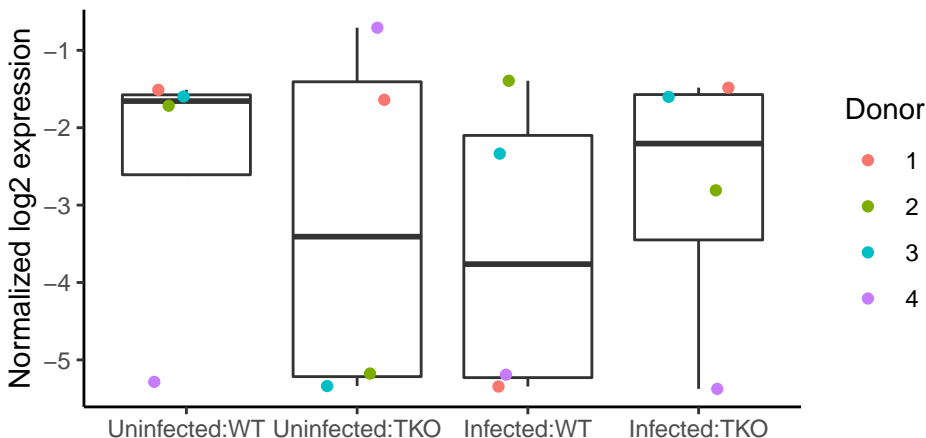 Normalized log2 expression
−1
−2
−3
−4
−5
Uninfected:WT
Uninfected:TKO
Infected:WT
Infected:TKO
Donor
1
2
3
4